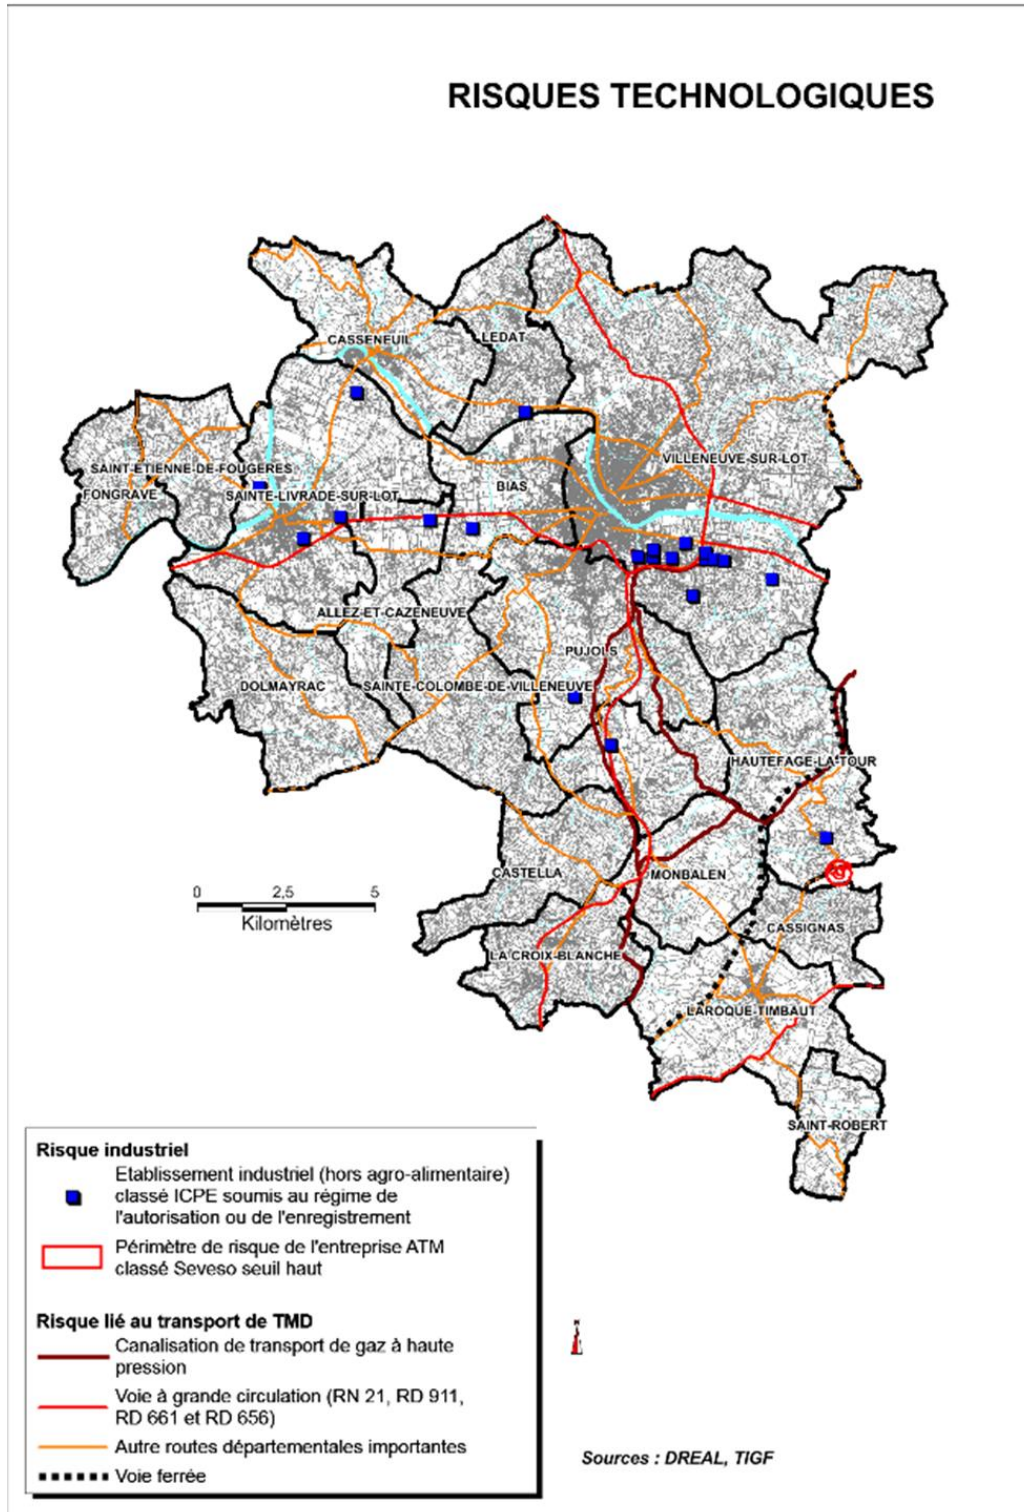 RISQUES TECHNOLOGIQUES
CASSENEUIL
LEDAT
VILLENEUVE-SUR-LOT
SAINT-ETIENNE-DE-FOUGERES
FONGRAVE
SAINTE-LIVRADE-SUR-LOT
BIAS
ALLEZ-ET-CAZENEUVE
PUJOLS
DOLMAYRAC
SAINTE-COLOMBE-DE-VILLENEUVE
HAUTEFAGE-LA-TOUR
CASTELLA
MONBALEN
0 2,5 5
Kilomètres
CASSIGNAS
LA CROIX-BLANCHE
LAROQUE-TIMBAUT
SAINT-ROBERT
Risque industriel
Etablissement industriel (hors agro-alimentaire)
classé ICPE soumis au régime de
l'autorisation ou de l'enregistrement
Périmètre de risque de l'entreprise ATM
classé Seveso seuil haut
Risque lié au transport de TMD
Canalisation de transport de gaz à haute
pression
Voie à grande circulation (RN 21, RD 911,
RD 661 et RD 656)
Autre routes départementales importantes
Voie ferrée
Sources : DREAL, TIGF